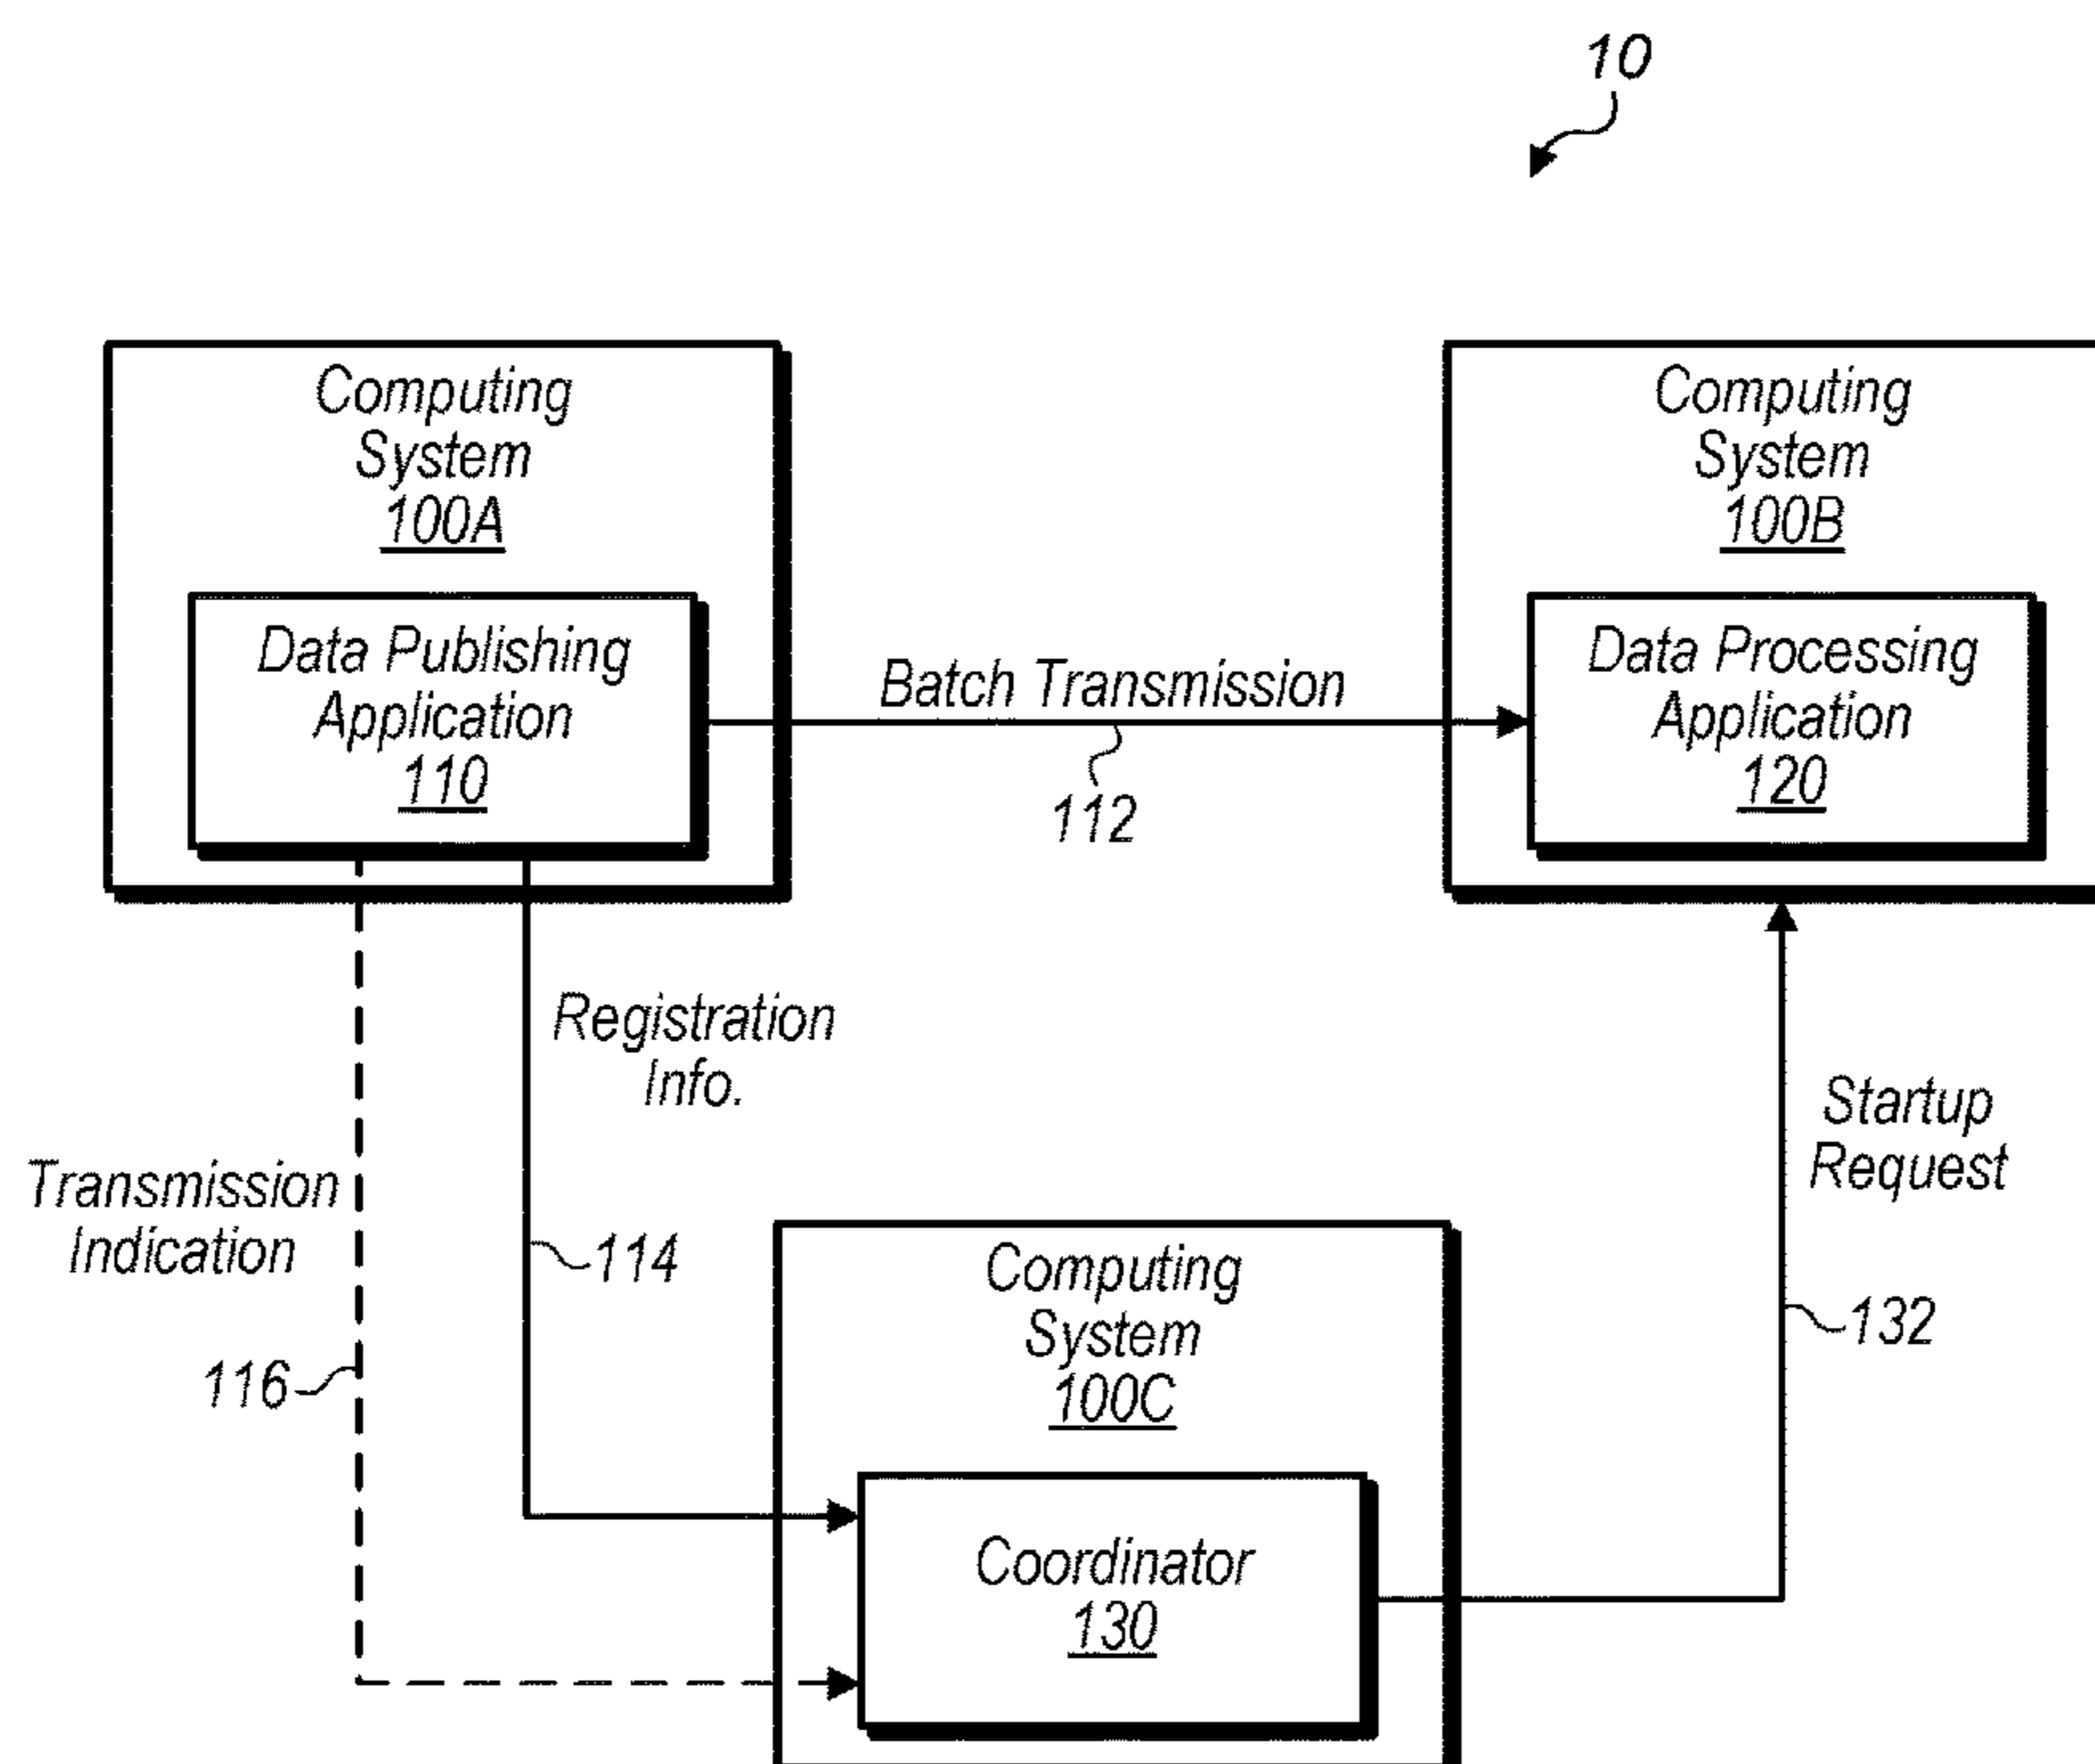 10
Computing
System
100A
Data Publishing
Application
110
Batch Transmission
112
Computing
System
100B
Data Processing
Application
120
Registration
Info.
114
Transmission
Indication
116
Startup
Request
132
Computing
System
100C
Coordinator
130